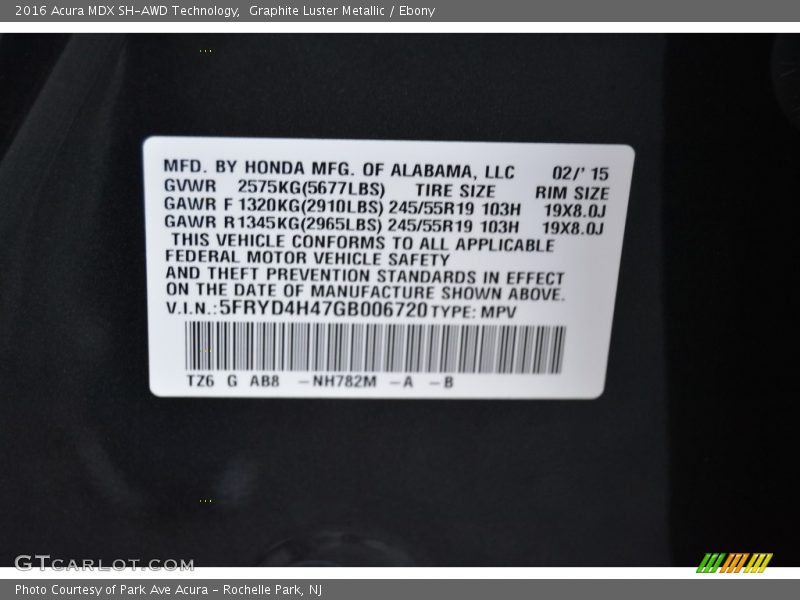 2016 Acura MDX SH-AWD Technology,  Graphite Luster Metallic / Ebony
MFD. BY HONDA MFG. OF ALABAMA, LLC 02/' 15
GVWR 2575KG(5677LBS) TIRE SIZE RIM SIZE
GAWR F 1320KG(2910LBS) 245/55R19 103H 19X8.0J
GAWR R 1345KG(2965LBS) 245/55R19 103H 19X8.0J
THIS VEHICLE CONFORMS TO ALL APPLICABLE
FEDERAL MOTOR VEHICLE SAFETY
AND THEFT PREVENTION STANDARDS IN EFFECT
ON THE DATE OF MANUFACTURE SHOWN ABOVE.
V.I.N.: 5FRYD4H47GB006720 TYPE: MPV
TZ6 G AB8 -NH782M -A -B
GTCARLOT.COM
Photo Courtesy of Park Ave Acura - Rochelle Park, NJ